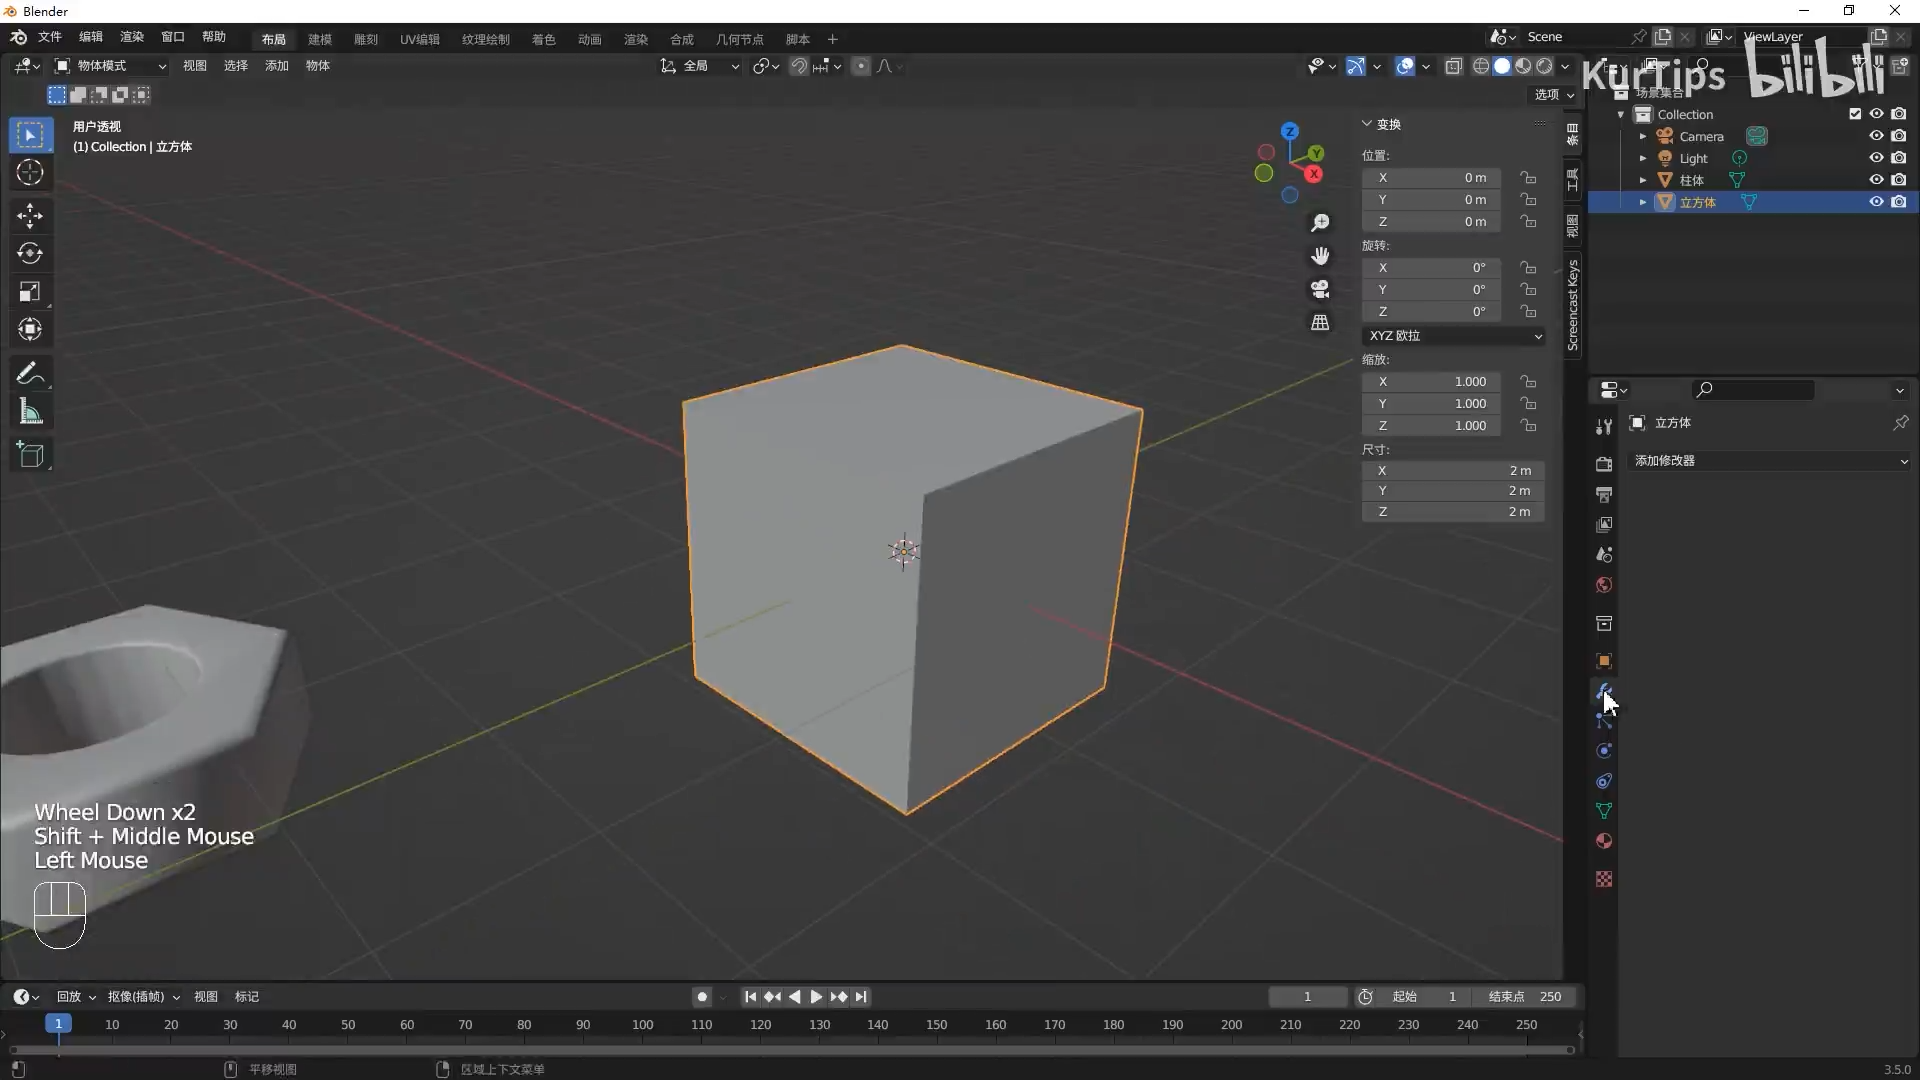 Blender
文件 编辑 渲染 窗口 帮助 布局 建模 雕刻 UV编辑 纹理绘制 着色 动画 渲染 合成 几何节点 脚本 + Scene ViewLayer
物体模式 视图 选择 添加 物体 全局
KurTips bilibili
选项
场景集合
Collection
Camera
Light
柱体
立方体
用户透视
(1) Collection | 立方体
Z
Y
X
变换
位置:
X 0 m
Y 0 m
Z 0 m
旋转:
X 0°
Y 0°
Z 0°
XYZ 欧拉
缩放:
X 1.000
Y 1.000
Z 1.000
尺寸:
X 2 m
Y 2 m
Z 2 m
条目
工具
视图
Screencast Keys
立方体
添加修改器
Wheel Down x2
Shift + Middle Mouse
Left Mouse
回放 抠像(插帧) 视图 标记 1 起始 1 结束点 250
1 10 20 30 40 50 60 70 80 90 100 110 120 130 140 150 160 170 180 190 200 210 220 230 240 250
平移视图 区域上下文菜单 3.5.0